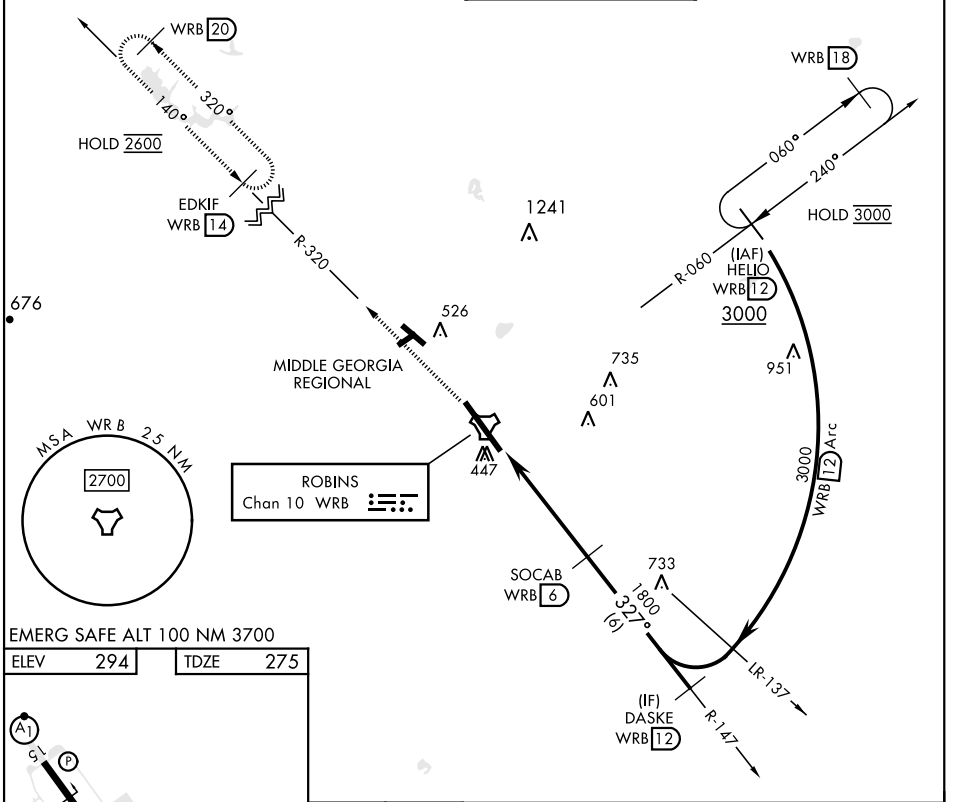 WRB 20
140°
320°
HOLD 2600
EDKIF
WRB 14
R-320
WRB 18
060°
240°
HOLD 3000
R-060
(IAF)
HELIO
WRB 12
3000
1241
676
526
MIDDLE GEORGIA
REGIONAL
735
601
951
3000
WRB 12 Arc
447
MSA WRB 25 NM
2700
ROBINS
Chan 10 WRB
SOCAB
WRB 6
733
1800
327°
(6)
LR-137
(IF)
DASKE
WRB 12
R-147
EMERG SAFE ALT 100 NM 3700
ELEV 294
TDZE 275
A1
15
P